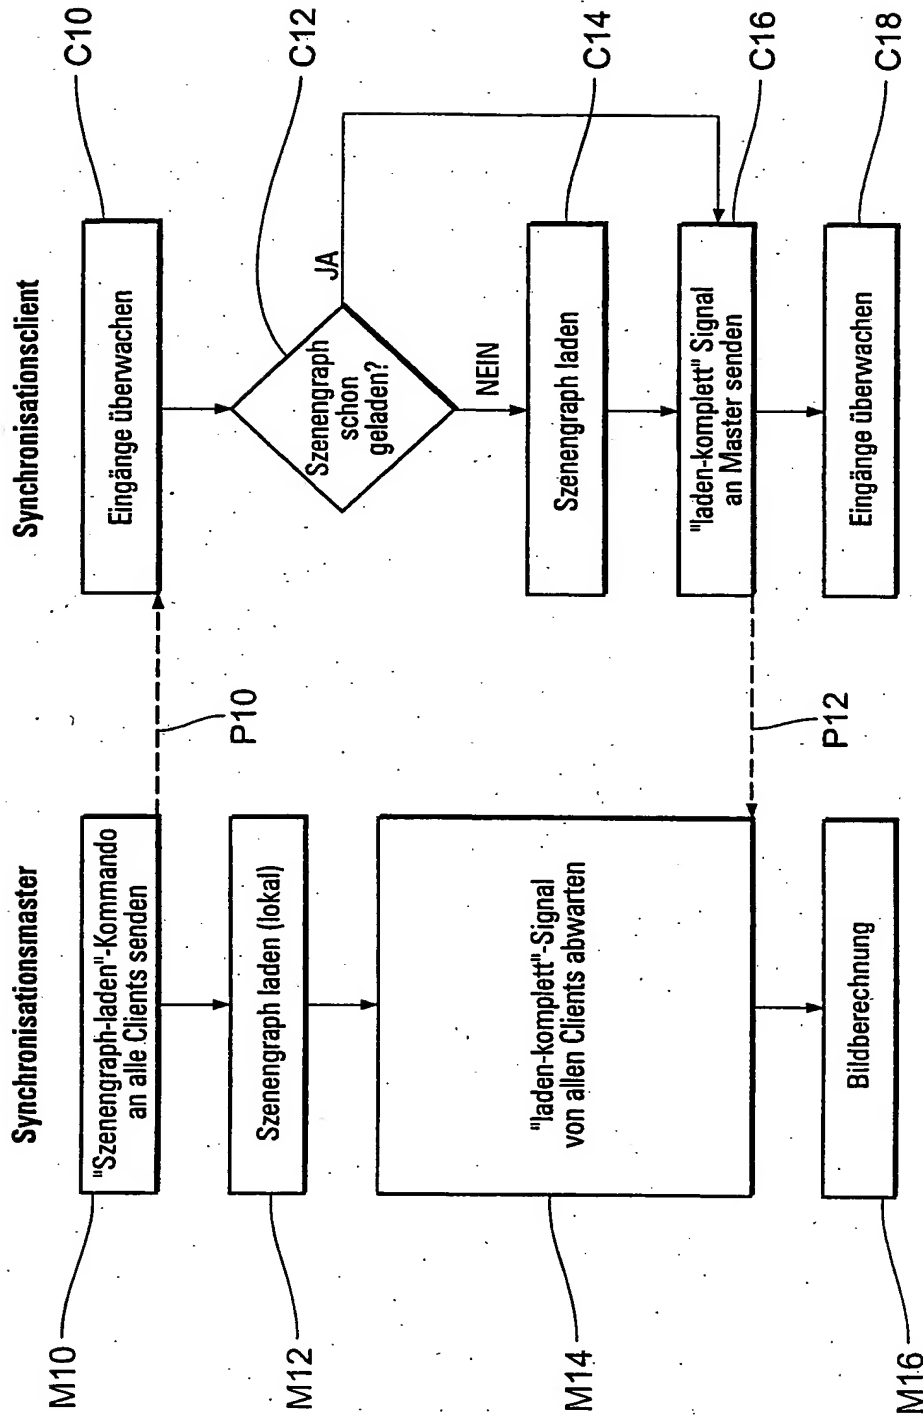 Synchronisationsmaster
Synchronisationsclient
M10
"Szenengraph-laden"-Kommando
an alle Clients senden
P10
Eingänge überwachen
C10
M12
Szenengraph laden (lokal)
Szenengraph
schon
geladen?
C12
JA
NEIN
M14
"laden-komplett"-Signal
von allen Clients abwarten
Szenengraph laden
C14
"laden-komplett" Signal
an Master senden
C16
P12
M16
Bildberechnung
Eingänge überwachen
C18